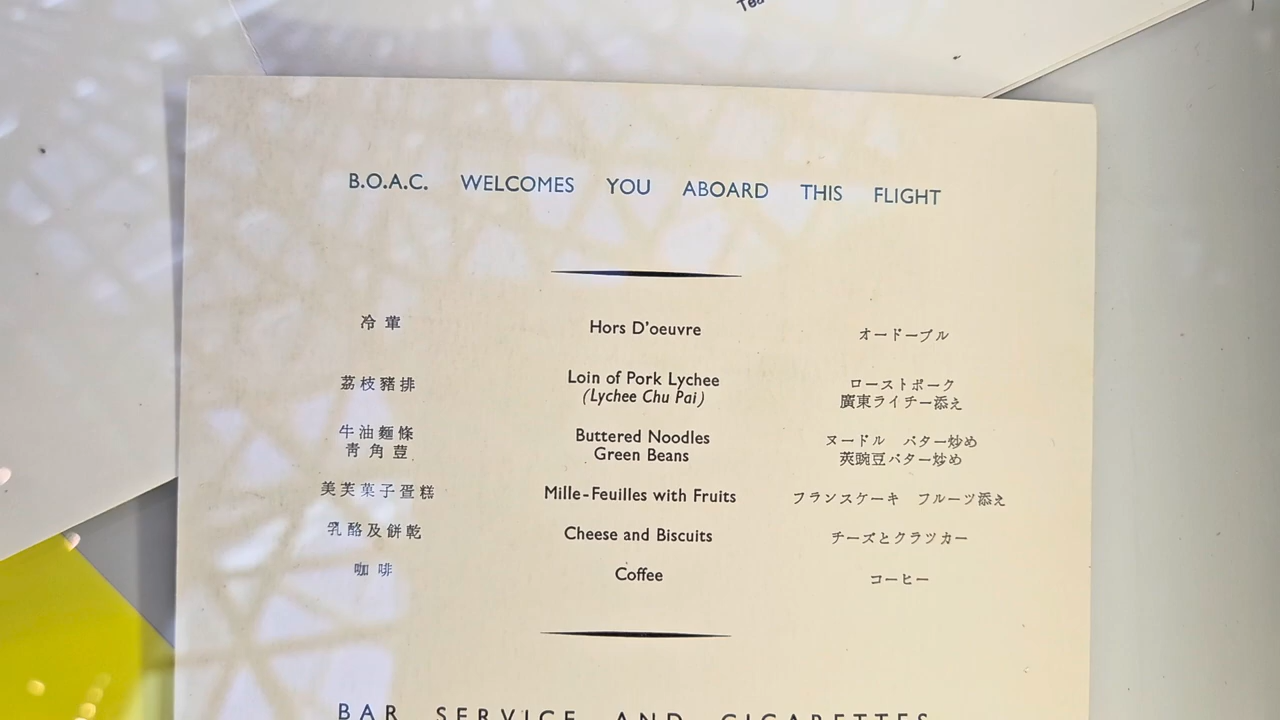 Tea
B.O.A.C. WELCOMES YOU ABOARD THIS FLIGHT
冷葷 Hors D'oeuvre オードーブル
荔枝豬排 Loin of Pork Lychee ローストポーク
(Lychee Chu Pai) 廣東ライチー添え
牛油麵條 Buttered Noodles ヌードル バター炒め
靑角荳 Green Beans 莢豌豆バター炒め
美芙菓子蛋糕 Mille-Feuilles with Fruits フランスケーキ フルーツ添え
乳酪及餅乾 Cheese and Biscuits チーズとクラツカー
咖啡 Coffee コーヒー
BAR SERVICE AND CIGARETTES